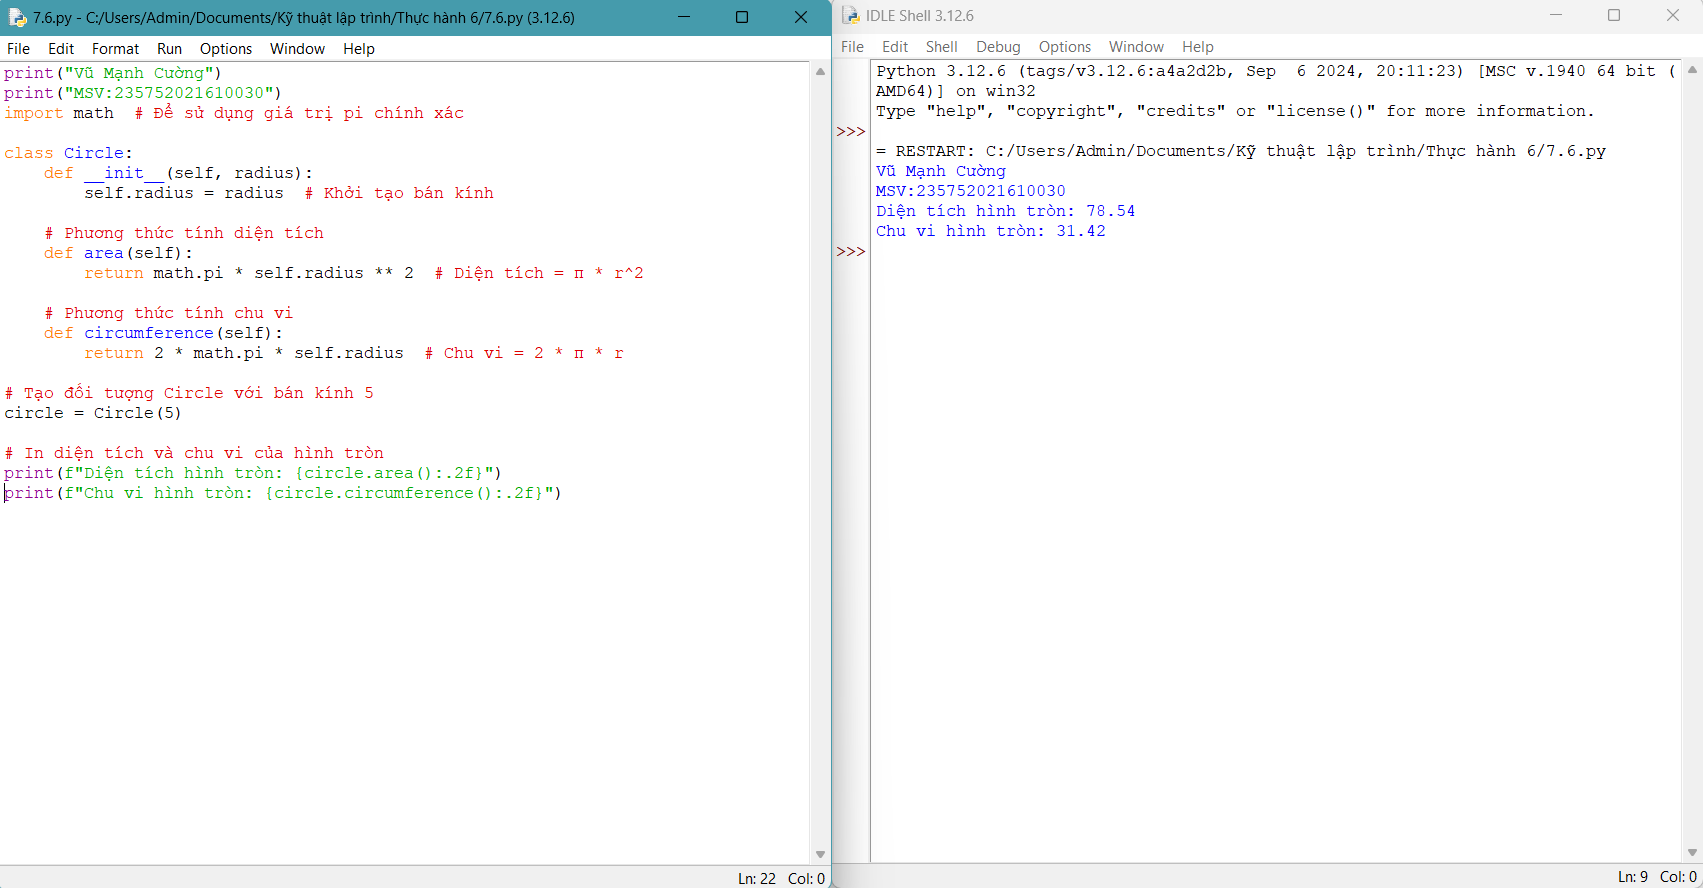 7.6.py - C:/Users/Admin/Documents/Kỹ thuật lập trình/Thực hành 6/7.6.py (3.12.6)
File Edit Format Run Options Window Help
print("Vũ Mạnh Cường")
print("MSV:235752021610030")
import math  # Để sử dụng giá trị pi chính xác
class Circle:
    def __init__(self, radius):
        self.radius = radius  # Khởi tạo bán kính
    # Phương thức tính diện tích
    def area(self):
        return math.pi * self.radius ** 2  # Diện tích = π * r^2
    # Phương thức tính chu vi
    def circumference(self):
        return 2 * math.pi * self.radius  # Chu vi = 2 * π * r
# Tạo đối tượng Circle với bán kính 5
circle = Circle(5)
# In diện tích và chu vi của hình tròn
print(f"Diện tích hình tròn: {circle.area():.2f}")
print(f"Chu vi hình tròn: {circle.circumference():.2f}")
Ln: 22 Col: 0
IDLE Shell 3.12.6
File Edit Shell Debug Options Window Help
Python 3.12.6 (tags/v3.12.6:a4a2d2b, Sep  6 2024, 20:11:23) [MSC v.1940 64 bit (
AMD64)] on win32
Type "help", "copyright", "credits" or "license()" for more information.
>>>
= RESTART: C:/Users/Admin/Documents/Kỹ thuật lập trình/Thực hành 6/7.6.py
Vũ Mạnh Cường
MSV:235752021610030
Diện tích hình tròn: 78.54
Chu vi hình tròn: 31.42
>>>
Ln: 9 Col: 0